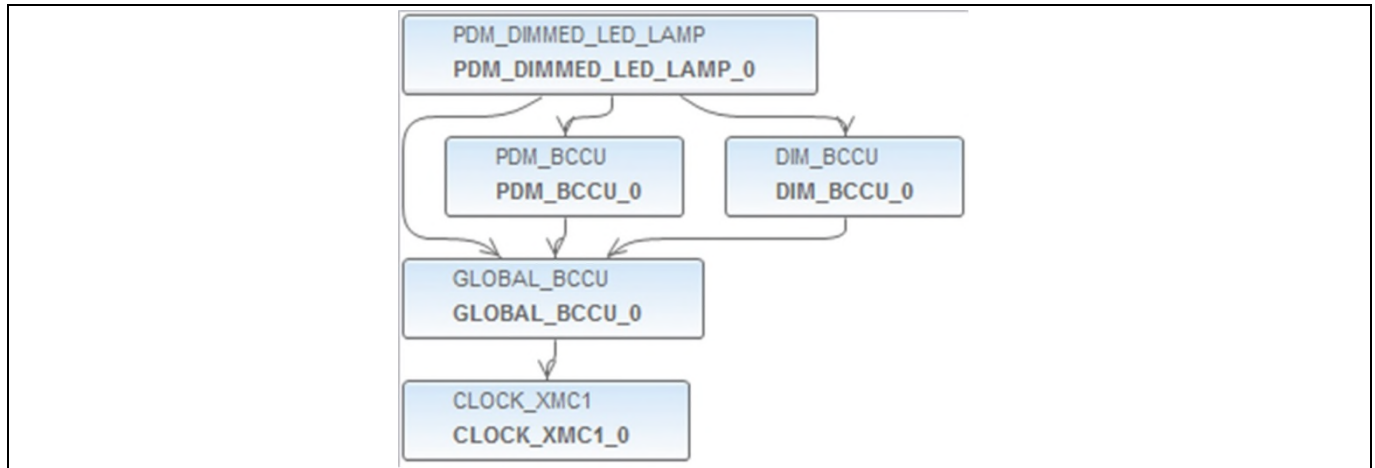 PDM_DIMMED_LED_LAMP
PDM_DIMMED_LED_LAMP_0
PDM_BCCU
PDM_BCCU_0
DIM_BCCU
DIM_BCCU_0
GLOBAL_BCCU
GLOBAL_BCCU_0
CLOCK_XMC1
CLOCK_XMC1_0